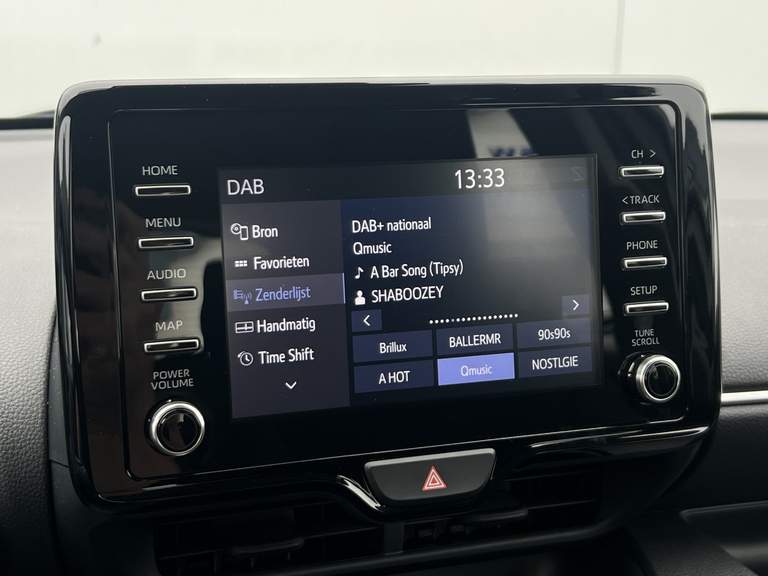 HOME
MENU
AUDIO
MAP
POWER
VOLUME
DAB
13:33
Bron
Favorieten
Zenderlijst
Handmatig
Time Shift
DAB+ nationaal
Qmusic
A Bar Song (Tipsy)
SHABOOZEY
Brillux
BALLERMR
90s90s
A HOT
Qmusic
NOSTLGIE
CH >
< TRACK
PHONE
SETUP
TUNE
SCROLL